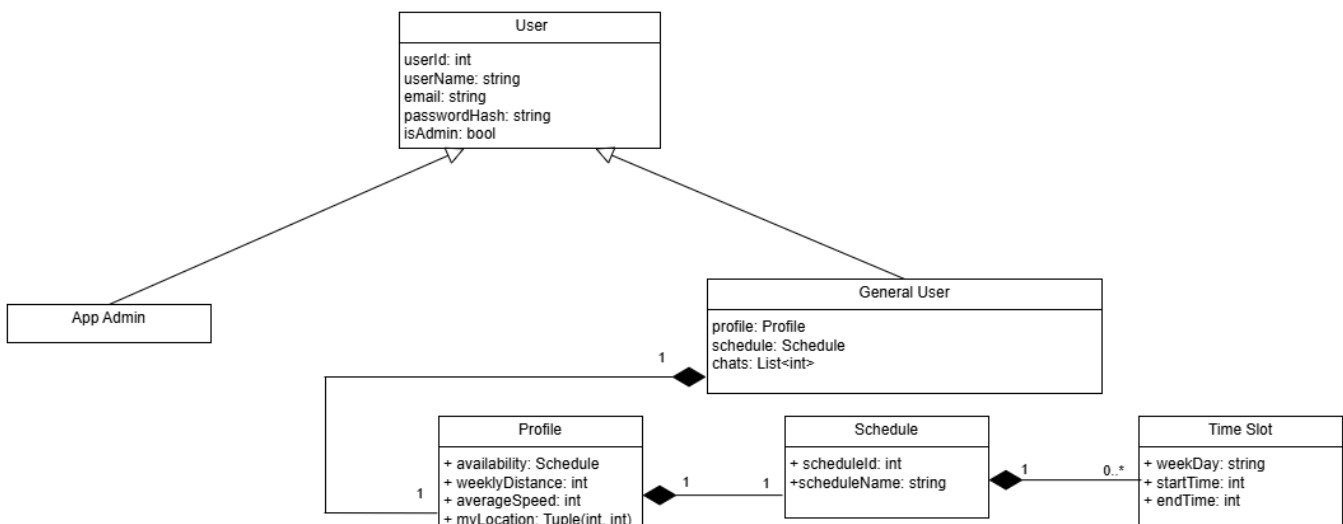 User
userId: int
userName: string
email: string
passwordHash: string
isAdmin: bool
App Admin
General User
profile: Profile
schedule: Schedule
chats: List<int>
1
Profile
+ availability: Schedule
+ weeklyDistance: int
+ averageSpeed: int
+ myLocation: Tuple(int, int)
1
1
1
Schedule
+ scheduleId: int
+scheduleName: string
1
0..*
Time Slot
+ weekDay: string
+ startTime: int
+ endTime: int